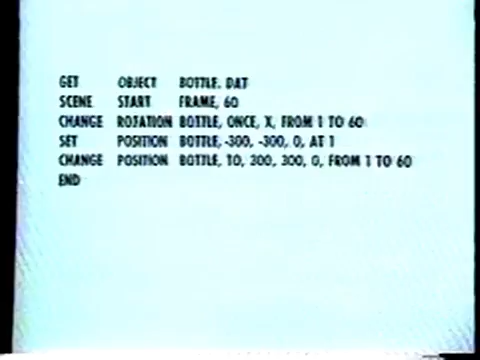 GET OBJECT BOTTLE. DAT
SCENE START FRAME, 60
CHANGE ROTATION BOTTLE, ONCE, X, FROM 1 TO 60
SET POSITION BOTTLE, -300, -300, 0, AT 1
CHANGE POSITION BOTTLE, TO, 300, 300, 0, FROM 1 TO 60
END